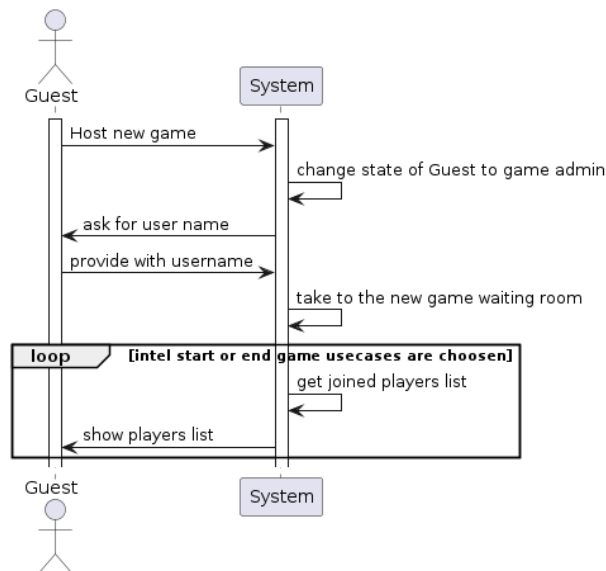 Guest
System
Host new game
change state of Guest to game admin
ask for user name
provide with username
take to the new game waiting room
loop [intel start or end game usecases are choosen]
get joined players list
show players list
Guest
System